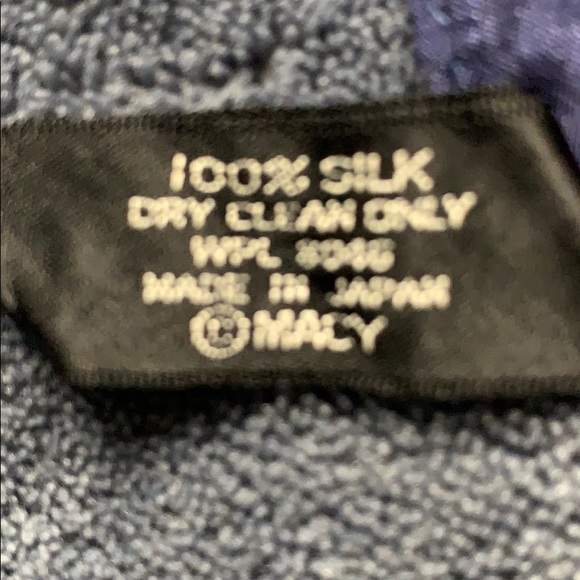 100% SILK
DRY CLEAN ONLY
WPL
MADE IN JAPAN
© MACY